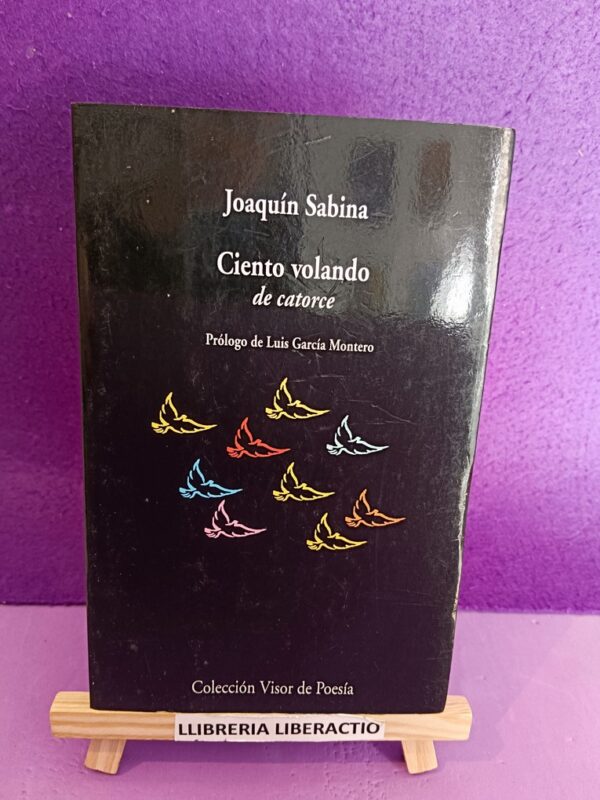 Joaquín Sabina
Ciento volando
de catorce
Prólogo de Luis García Montero
Colección Visor de Poesía
LLIBRERIA LIBERACTIO